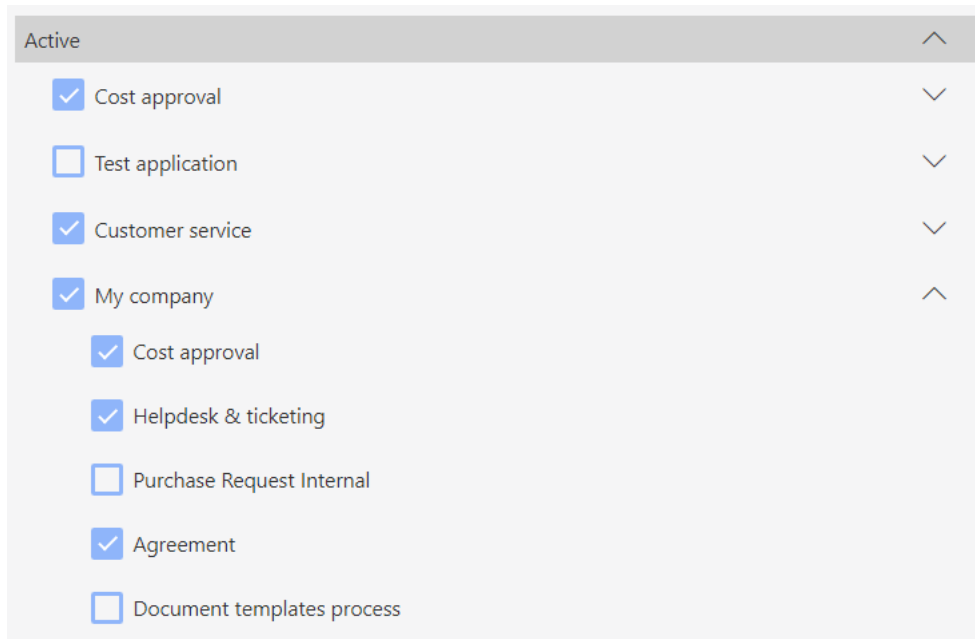 Active
Cost approval
Test application
Customer service
My company
Cost approval
Helpdesk & ticketing
Purchase Request Internal
Agreement
Document templates process